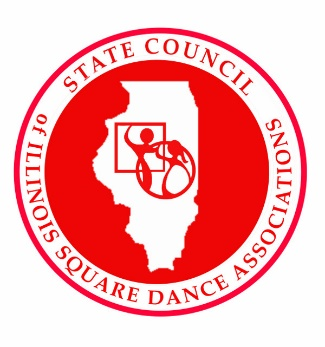 STATE COUNCIL
of ILLINOIS SQUARE DANCE ASSOCIATIONS